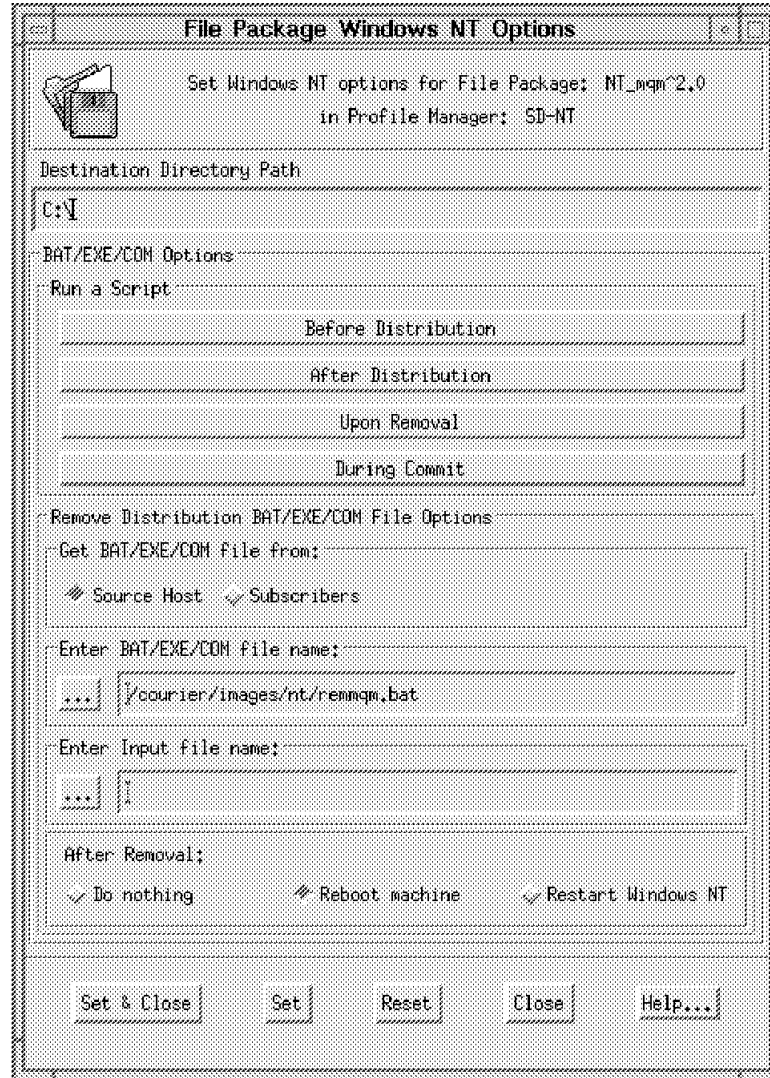 File Package Windows NT Options
Set Windows NT options for File Package: NT_mqm^2.0
in Profile Manager: SD-NT
Destination Directory Path
C:\
BAT/EXE/COM Options
Run a Script
Before Distribution
After Distribution
Upon Removal
During Commit
Remove Distribution BAT/EXE/COM File Options
Get BAT/EXE/COM file from:
Source Host Subscribers
Enter BAT/EXE/COM file name:
... /courier/images/nt/remmqm.bat
Enter Input file name:
...
After Removal:
Do nothing Reboot machine Restart Windows NT
Set & Close Set Reset Close Help...